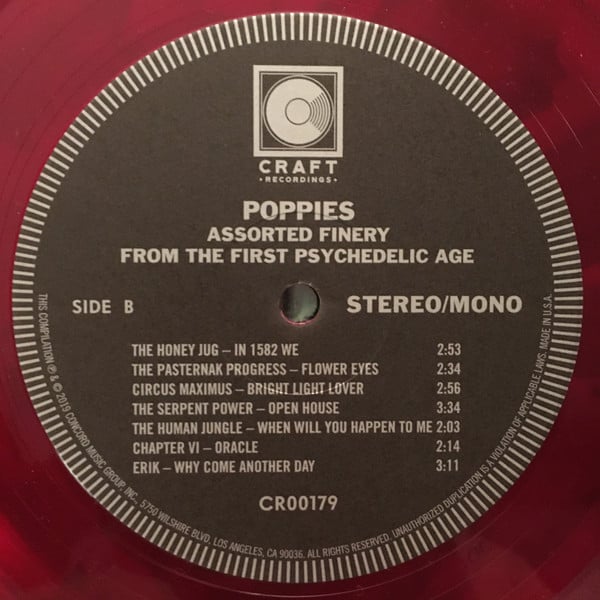 CRAFT
•RECORDINGS•
POPPIES
ASSORTED FINERY
FROM THE FIRST PSYCHEDELIC AGE
SIDE B
STEREO/MONO
THE HONEY JUG – IN 1582 WE 2:53
THE PASTERNAK PROGRESS – FLOWER EYES 2:34
CIRCUS MAXIMUS – BRIGHT LIGHT LOVER 2:56
THE SERPENT POWER – OPEN HOUSE 3:34
THE HUMAN JUNGLE – WHEN WILL YOU HAPPEN TO ME 2:03
CHAPTER VI – ORACLE 2:14
ERIK – WHY COME ANOTHER DAY 3:11
CR00179
THIS COMPILATION ℗ & © 2019 CONCORD MUSIC GROUP, INC., 5750 WILSHIRE BLVD, LOS ANGELES, CA 90036. ALL RIGHTS RESERVED. UNAUTHORIZED DUPLICATION IS A VIOLATION OF APPLICABLE LAWS. MADE IN U.S.A.